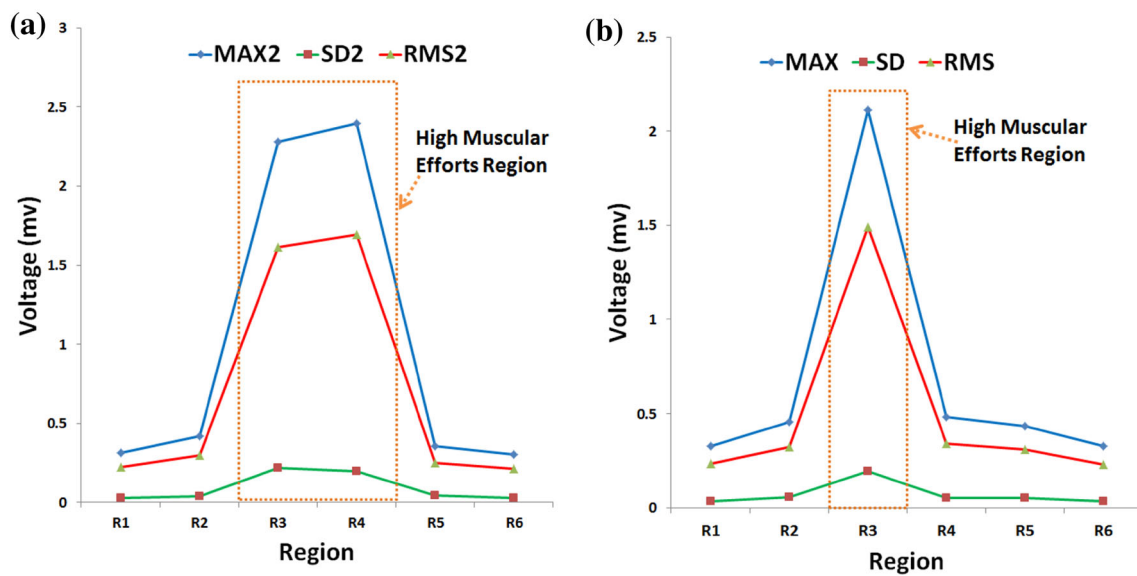 (a)
MAX2 SD2 RMS2
3
2.5
2
1.5
1
0.5
0
Voltage (mv)
High Muscular
Efforts Region
R1 R2 R3 R4 R5 R6
Region
(b)
MAX SD RMS
2.5
2
1.5
1
0.5
0
Voltage (mv)
High Muscular
Efforts Region
R1 R2 R3 R4 R5 R6
Region